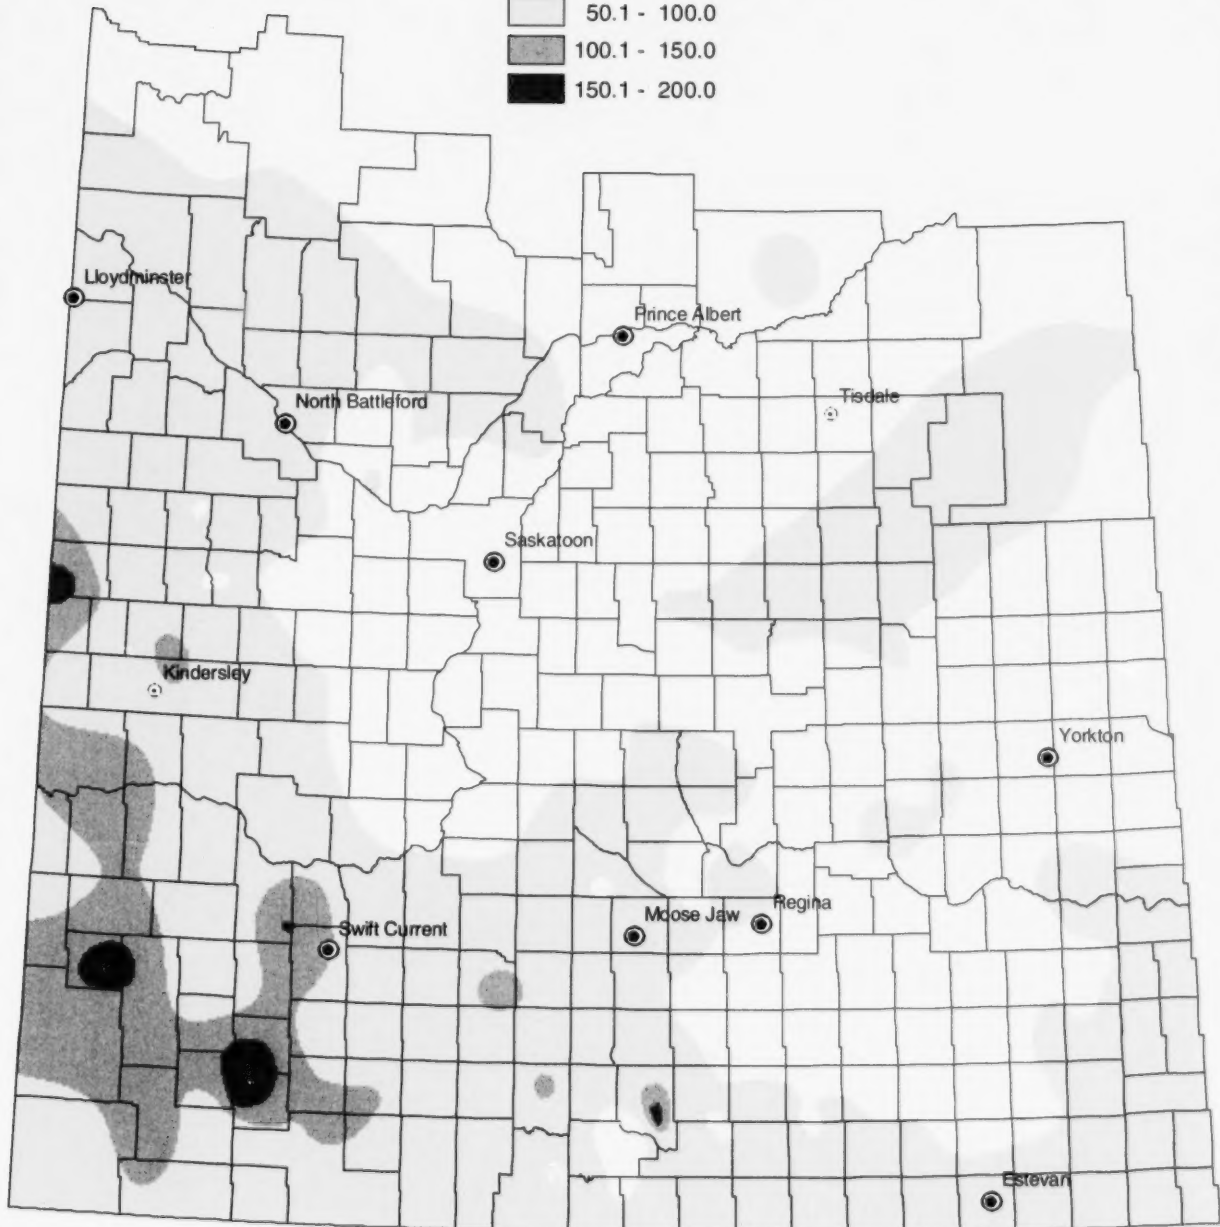 50.1 - 100.0
100.1 - 150.0
150.1 - 200.0
Lloydminster
Prince Albert
North Battleford
Tisdale
Saskatoon
Kindersley
Yorkton
Moose Jaw
Regina
Swift Current
Estevan